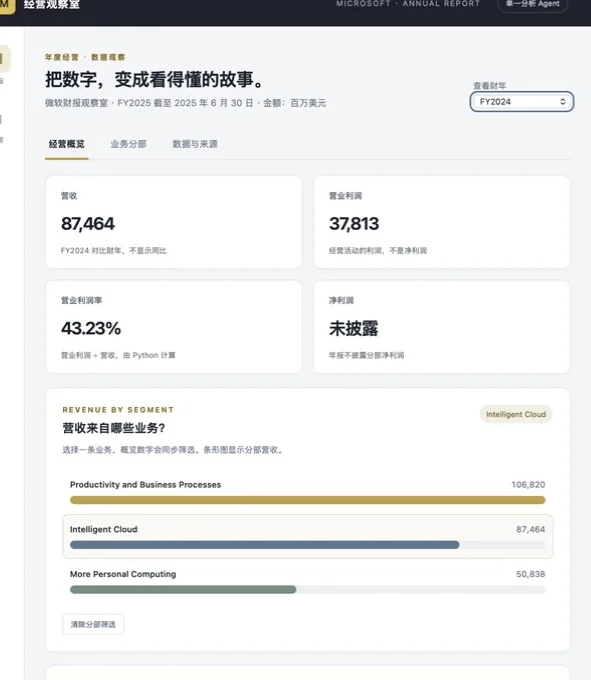 M 经营观察室
MICROSOFT · ANNUAL REPORT
单一分析 Agent
年度经营 · 数据观察
把数字，变成看得懂的故事。
微软财报观察室 · FY2025 截至 2025 年 6 月 30 日 · 金额：百万美元
查看财年
FY2024
经营概览 业务分部 数据与来源
营收
87,464
FY2024 对比财年，不显示同比
营业利润
37,813
经营活动的利润，不是净利润
营业利润率
43.23%
营业利润 ÷ 营收，由 Python 计算
净利润
未披露
年报不披露分部净利润
REVENUE BY SEGMENT
营收来自哪些业务？
Intelligent Cloud
选择一条业务，概览数字会同步筛选。条形图显示分部营收。
Productivity and Business Processes 106,820
Intelligent Cloud 87,464
More Personal Computing 50,838
清除分部筛选